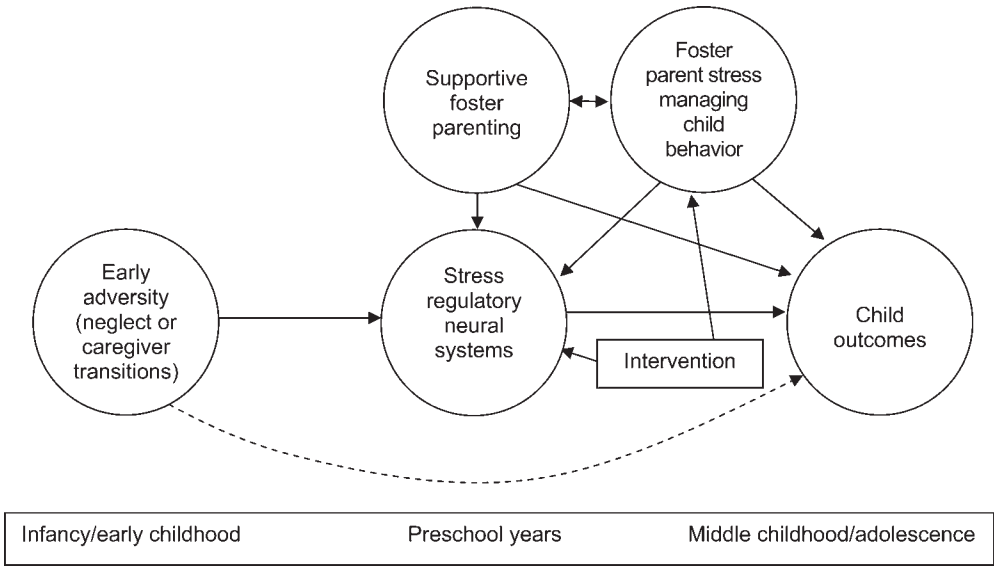 Supportive
foster
parenting
Foster
parent stress
managing
child
behavior
Early
adversity
(neglect or
caregiver
transitions)
Stress
regulatory
neural
systems
Intervention
Child
outcomes
Infancy/early childhood Preschool years Middle childhood/adolescence